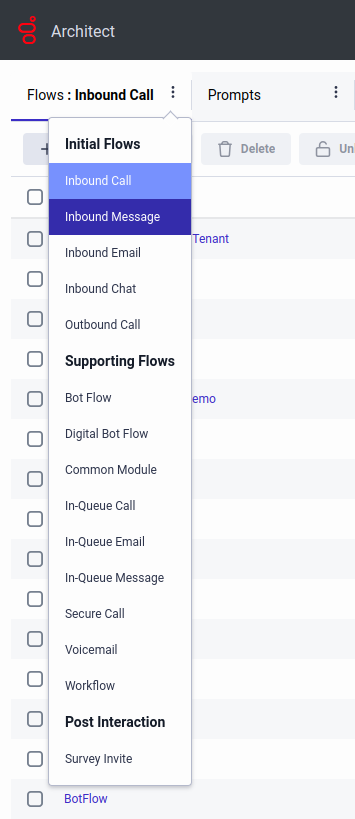 Architect
Flows : Inbound Call
Prompts
Delete
Initial Flows
Inbound Call
Inbound Message
Tenant
Inbound Email
Inbound Chat
Outbound Call
Supporting Flows
Bot Flow
emo
Digital Bot Flow
Common Module
In-Queue Call
In-Queue Email
In-Queue Message
Secure Call
Voicemail
Workflow
Post Interaction
Survey Invite
BotFlow